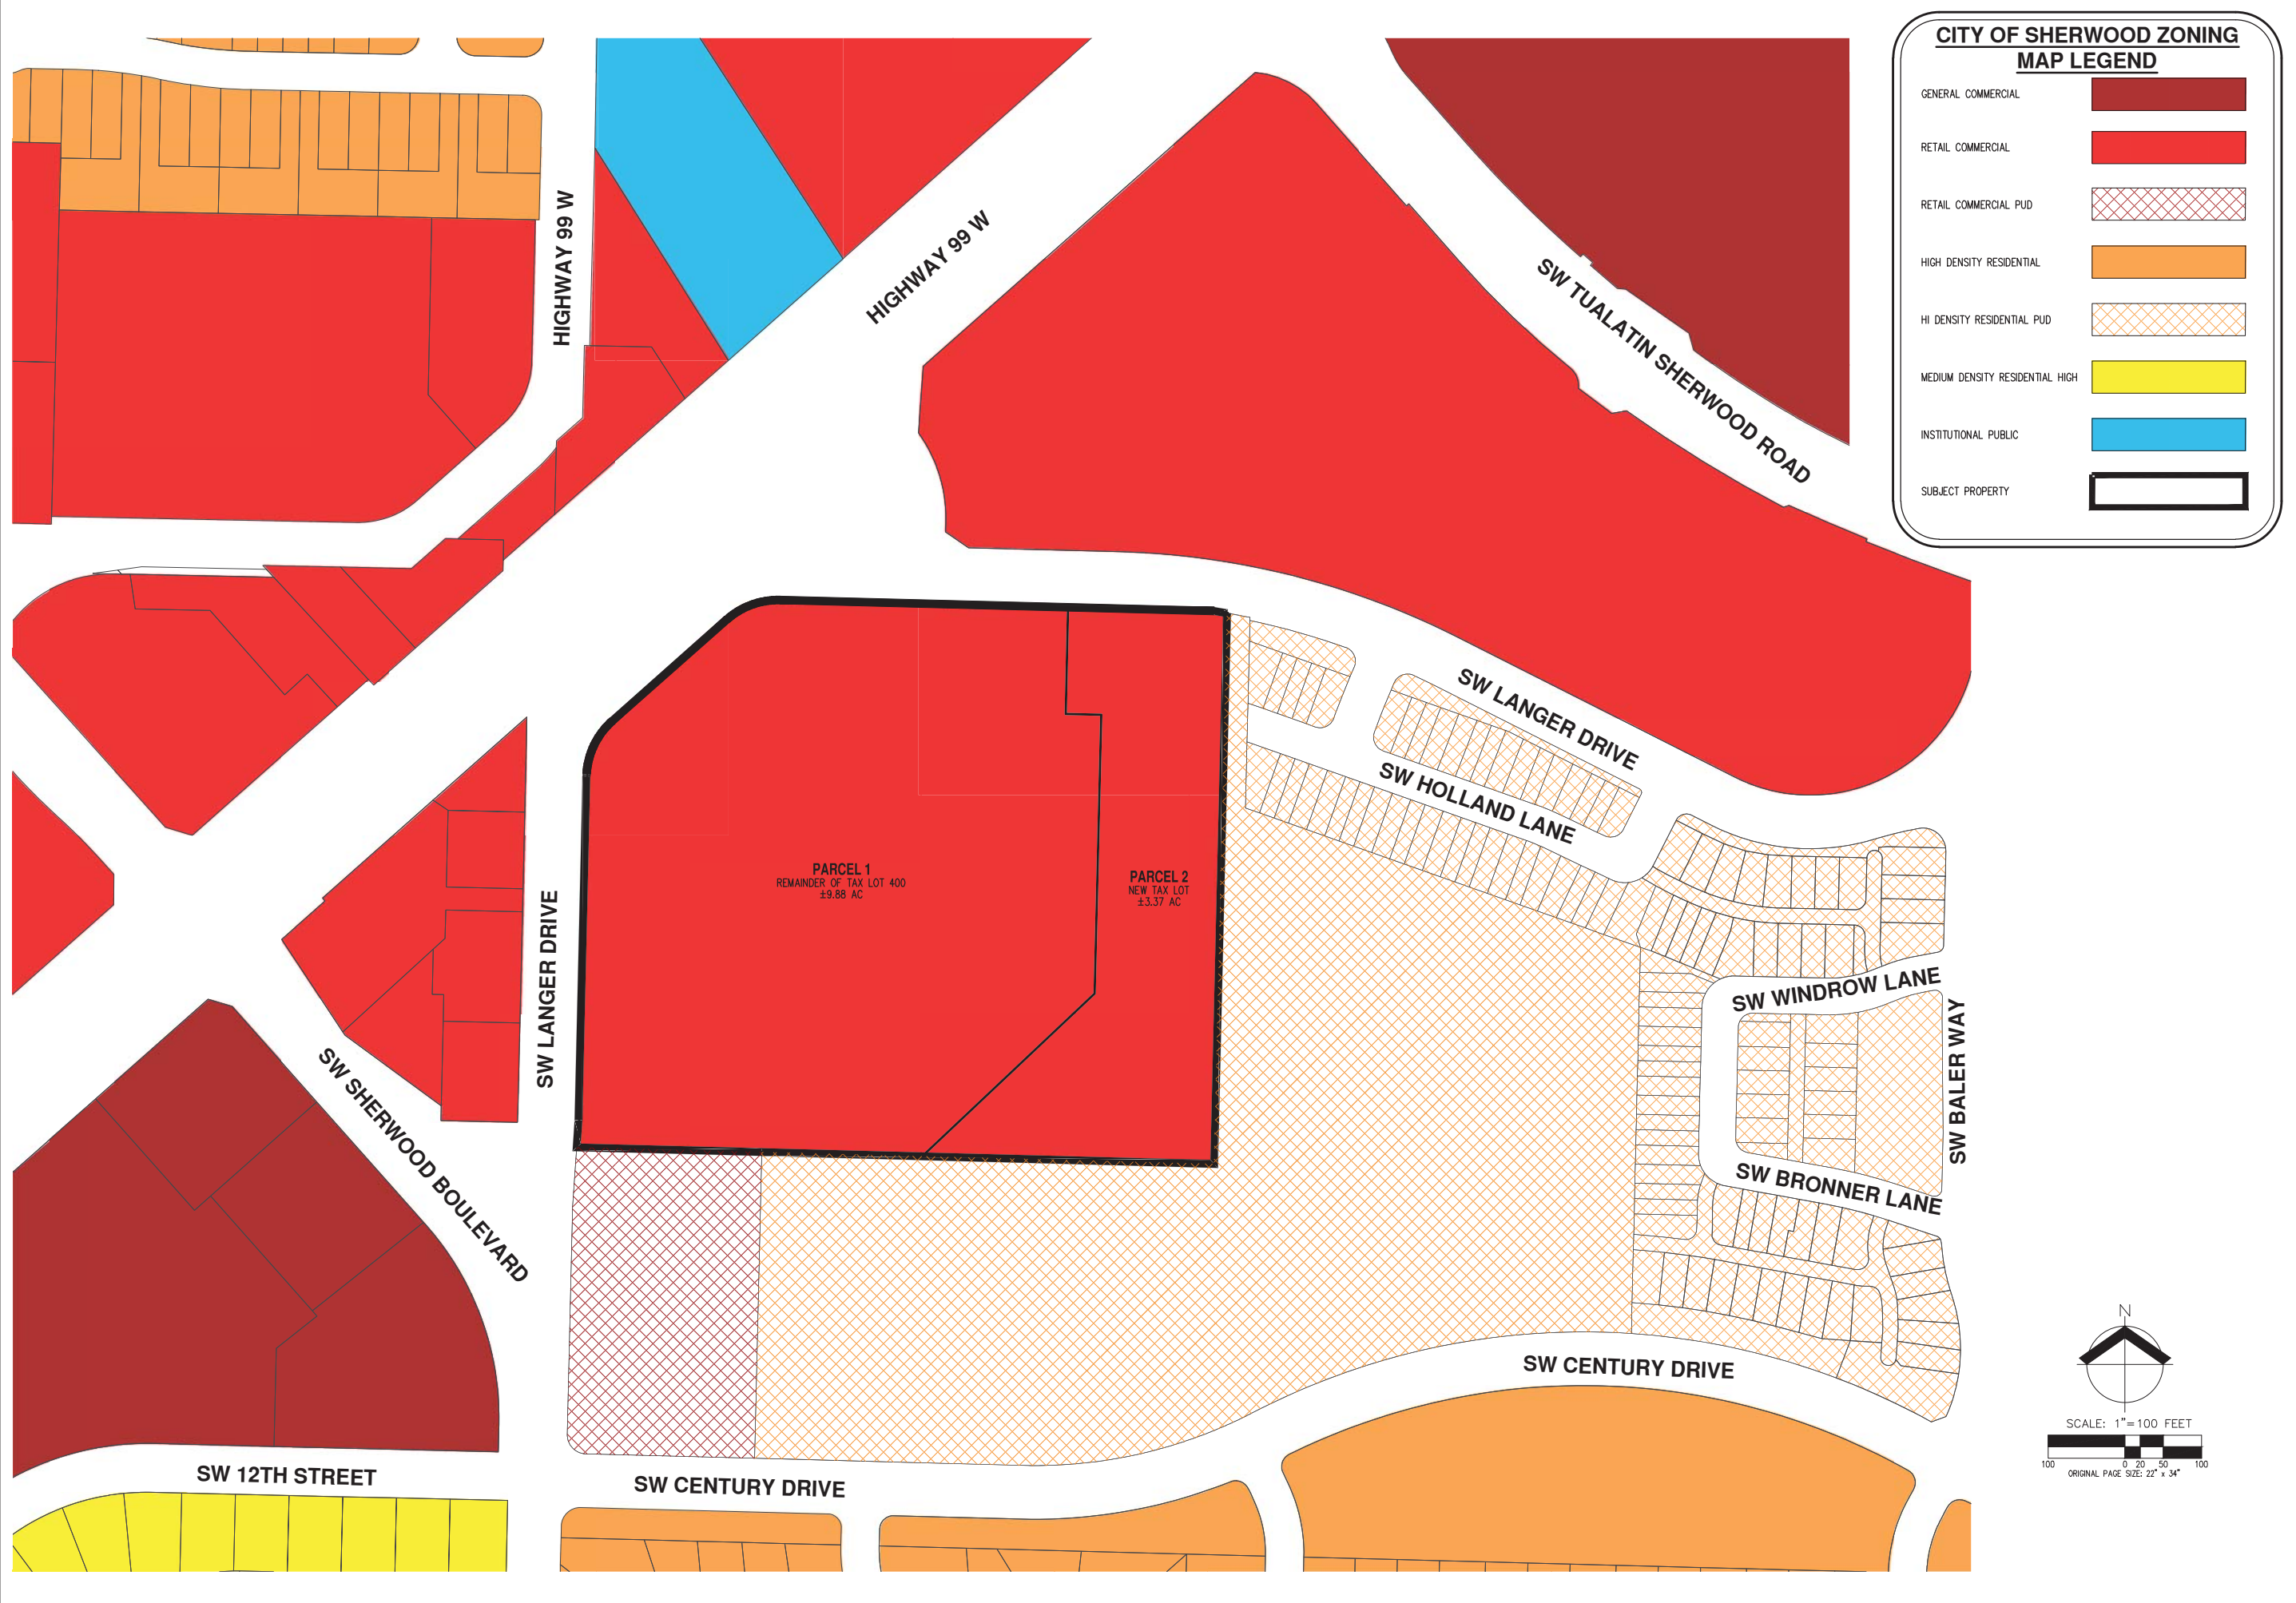 CITY OF SHERWOOD ZONING
MAP LEGEND
GENERAL COMMERCIAL
RETAIL COMMERCIAL
RETAIL COMMERCIAL PUD
HIGH DENSITY RESIDENTIAL
HI DENSITY RESIDENTIAL PUD
MEDIUM DENSITY RESIDENTIAL HIGH
INSTITUTIONAL PUBLIC
SUBJECT PROPERTY
HIGHWAY 99 W
HIGHWAY 99 W
SW TUALATIN SHERWOOD ROAD
SW LANGER DRIVE
SW HOLLAND LANE
PARCEL 1
REMAINDER OF TAX LOT 400
±9.88 AC
PARCEL 2
NEW TAX LOT
±3.37 AC
SW LANGER DRIVE
SW SHERWOOD BOULEVARD
SW WINDROW LANE
SW BALER WAY
SW BRONNER LANE
SW CENTURY DRIVE
SW 12TH STREET
SW CENTURY DRIVE
N
SCALE: 1"=100 FEET
100 0 20 50 100
ORIGINAL PAGE SIZE: 22" x 34"